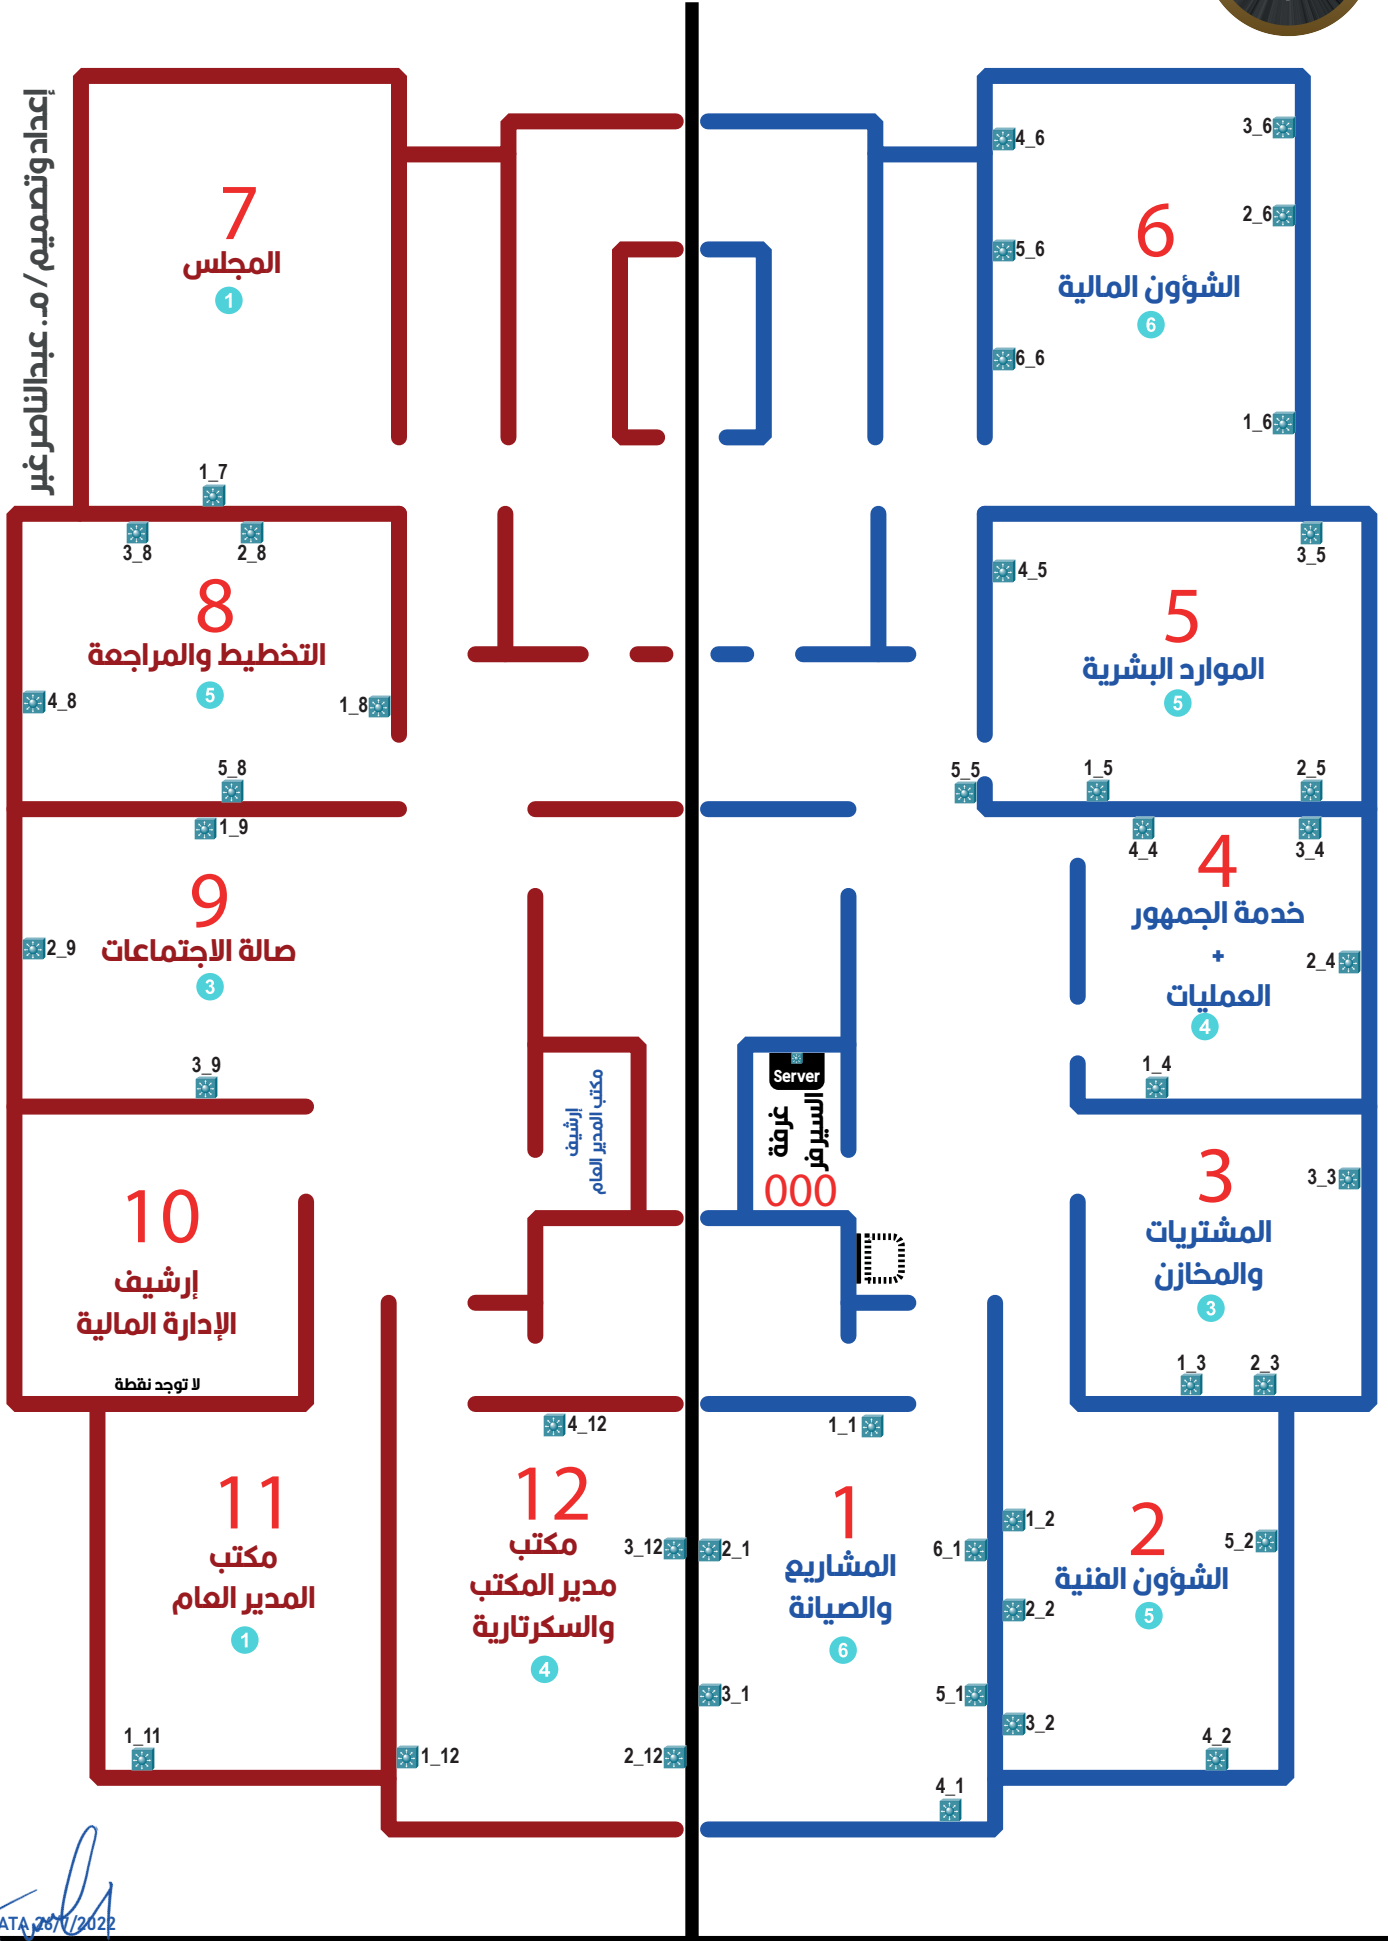 إعداد وتصميم / م. عبدالناصر غبر
7
المجلس
1
1_7
3_8
2_8
8
التخطيط والمراجعة
5
4_8
1_8
5_8
1_9
9
صالة الاجتماعات
3
2_9
3_9
10
إرشيف
الإدارة المالية
لا توجد نقطة
11
مكتب
المدير العام
1
1_11
4_12
12
مكتب
مدير المكتب
والسكرتارية
4
3_12
1_12
2_12
إرشيف
مكتب المدير العام
4_6
3_6
2_6
5_6
6
الشؤون المالية
6
6_6
1_6
3_5
4_5
5
الموارد البشرية
5
5_5
1_5
2_5
4_4
3_4
4
خدمة الجمهور
+
العمليات
4
2_4
1_4
Server
غرفة
السيرفر
000
3
المشتريات
والمخازن
3
3_3
1_3
2_3
1_1
1
المشاريع
والصيانة
6
2_1
6_1
3_1
5_1
4_1
1_2
2
الشؤون الفنية
5
5_2
2_2
3_2
4_2
ATA 26/7/2022